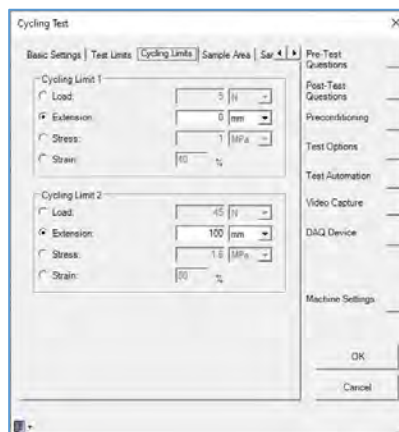 Cycling Test
Basic Settings | Test Limits | Cycling Limits | Sample Area | Sar
Cycling Limit 1
Load: 5 N
Extension: 0 mm
Stress: 1 MPa
Strain: 40 %
Cycling Limit 2
Load: 45 N
Extension: 100 mm
Stress: 1.6 MPa
Strain: %
Pre-Test
Questions
Post-Test
Questions
Preconditioning
Test Options
Test Automation
Video Capture
DAQ Device
Machine Settings
OK
Cancel